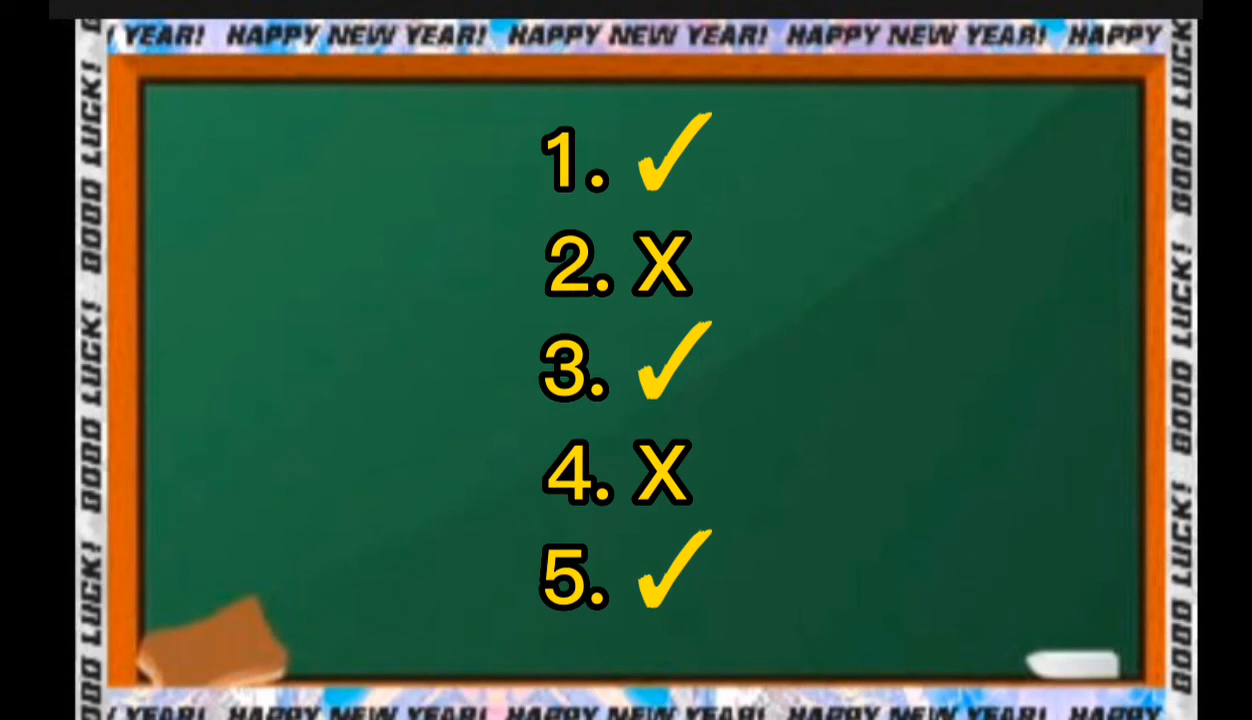 YEAR! HAPPY NEW YEAR! HAPPY NEW YEAR! HAPPY NEW YEAR! HAPPY
GOOD LUCK! GOOD LUCK! GOOD LUCK!
1. ✓
2. X
3. ✓
4. X
5. ✓
GOOD LUCK! GOOD LUCK! GOOD LUCK!
YEAR! HAPPY NEW YEAR! HAPPY NEW YEAR! HAPPY NEW YEAR! HAPPY